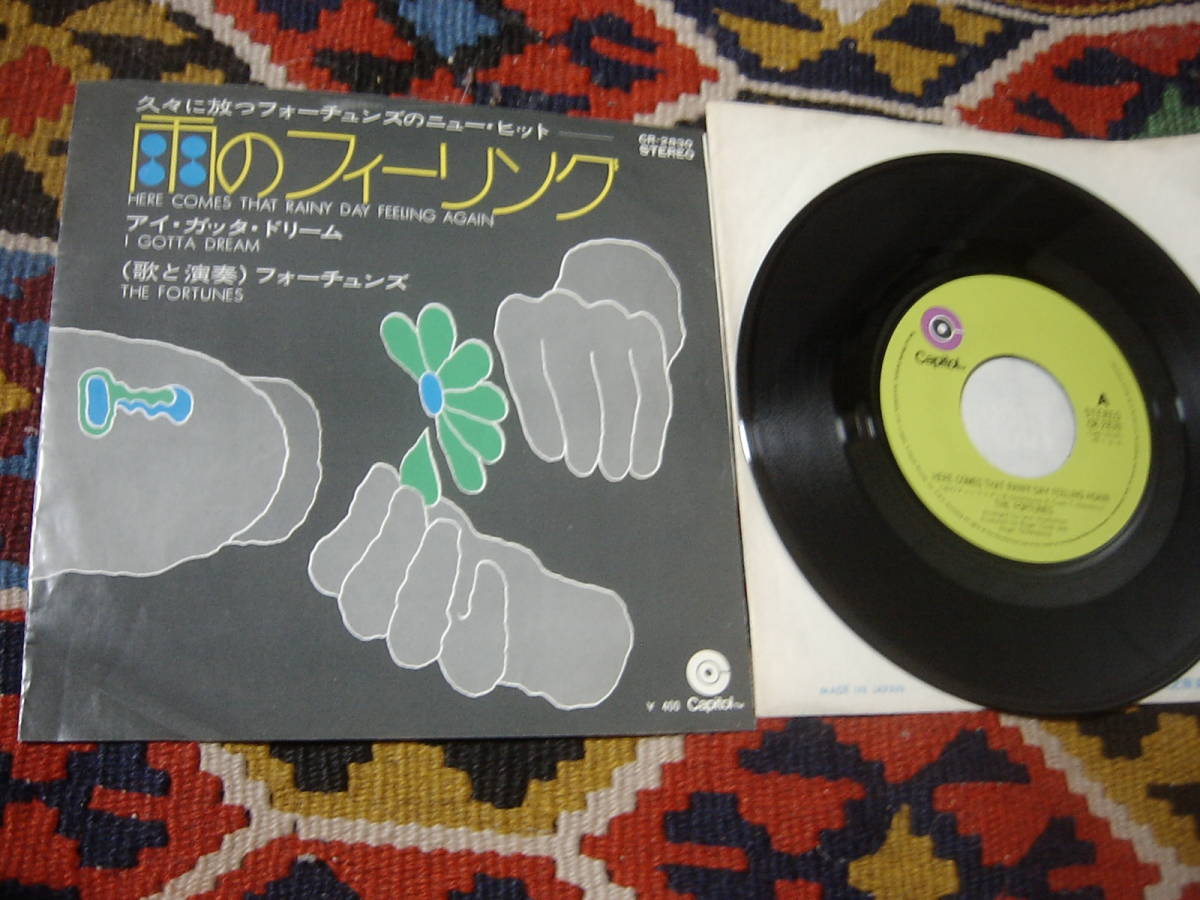 久々に放つフォーチュンズのニュー・ヒット
CR-2830
STEREO
雨のフィーリング
HERE COMES THAT RAINY DAY FEELING AGAIN
アイ・ガッタ・ドリーム
I GOTTA DREAM
(歌と演奏) フォーチュンズ
THE FORTUNES
¥ 400 Capitol
Capitol
A
STEREO
HERE COMES THAT RAINY DAY FEELING AGAIN
THE FORTUNES
MADE IN JAPAN